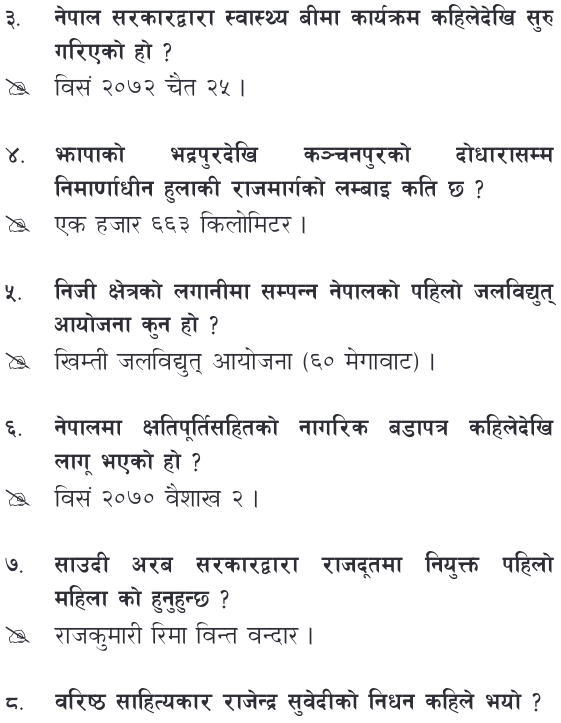 ३. नेपाल सरकारद्वारा स्वास्थ्य बीमा कार्यक्रम कहिलेदेखि सुरु
गरिएको हो ?
विसं २०७२ चैत २५ ।
४. झापाको भद्रपुरदेखि कञ्चनपुरको दोधारासम्म
निमार्णाधीन हुलाकी राजमार्गको लम्बाइ कति छ ?
एक हजार ६६३ किलोमिटर ।
५. निजी क्षेत्रको लगानीमा सम्पन्न नेपालको पहिलो जलविद्युत्
आयोजना कुन हो ?
खिम्ती जलविद्युत् आयोजना (६० मेगावाट) ।
६. नेपालमा क्षतिपूर्तिसहितको नागरिक बडापत्र कहिलेदेखि
लागू भएको हो ?
विसं २०७० वैशाख २ ।
७. साउदी अरब सरकारद्वारा राजदूतमा नियुक्त पहिलो
महिला को हुनुहुन्छ ?
राजकुमारी रिमा विन्त वन्दार ।
८. वरिष्ठ साहित्यकार राजेन्द्र सुवेदीको निधन कहिले भयो ?